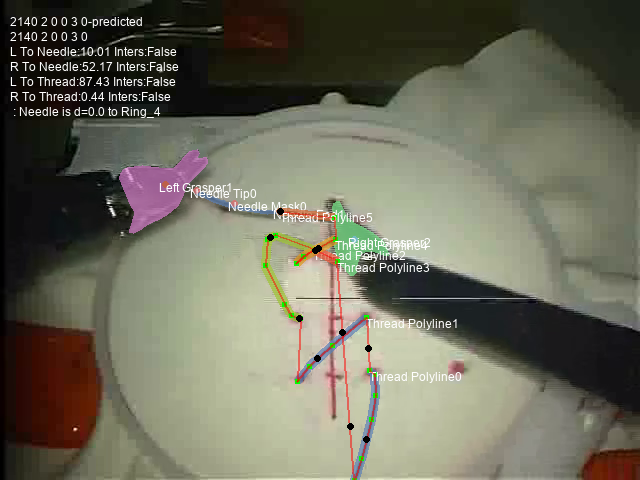 2140 2 0 0 3 0-predicted
2140 2 0 0 3 0
L To Needle:10.01 Inters:False
R To Needle:52.17 Inters:False
L To Thread:87.43 Inters:False
R To Thread:0.44 Inters:False
: Needle is d=0.0 to Ring_4
Left Grasper1
Needle Tip0
Needle Mask0
Thread Polyline5
Right Grasper2
Thread Polyline4
Thread Polyline2
Thread Polyline3
Thread Polyline1
Thread Polyline0